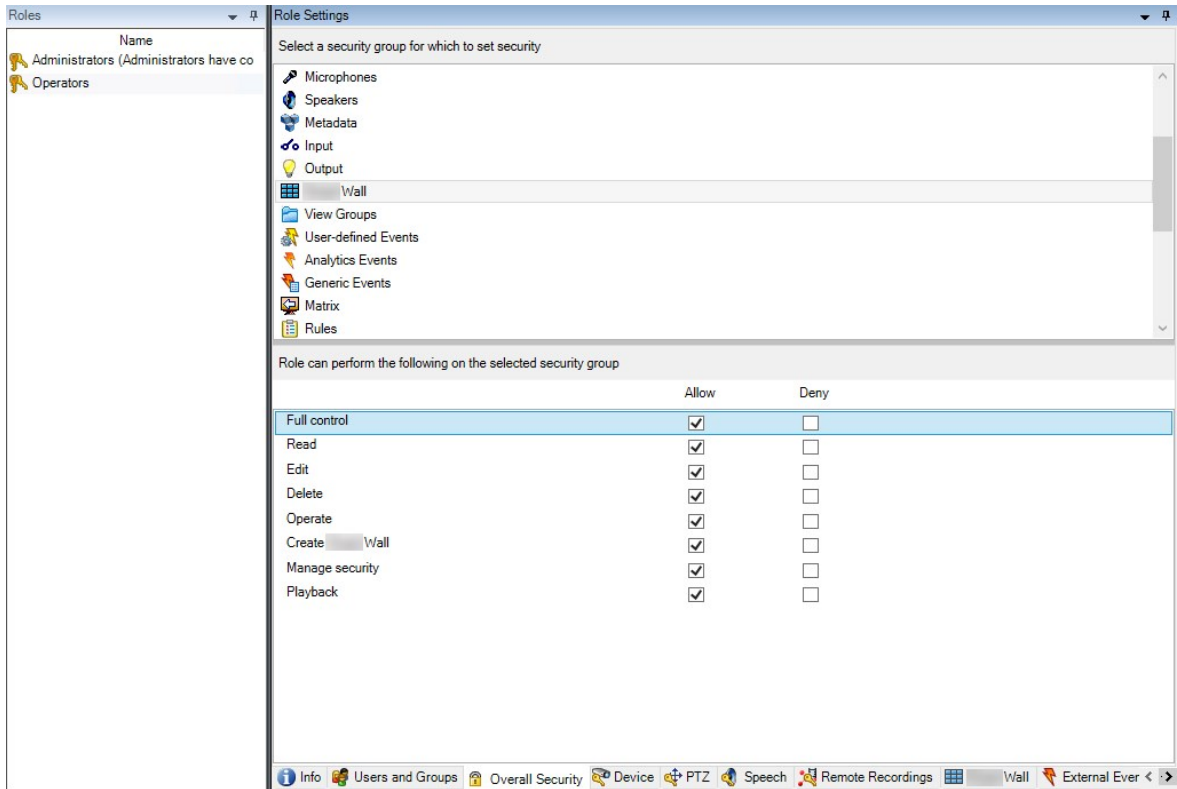 Roles
Name
Administrators (Administrators have co
Operators
Role Settings
Select a security group for which to set security
Microphones
Speakers
Metadata
Input
Output
Wall
View Groups
User-defined Events
Analytics Events
Generic Events
Matrix
Rules
Role can perform the following on the selected security group
Allow Deny
Full control
Read
Edit
Delete
Operate
Create Wall
Manage security
Playback
Info Users and Groups Overall Security Device PTZ Speech Remote Recordings Wall External Ever